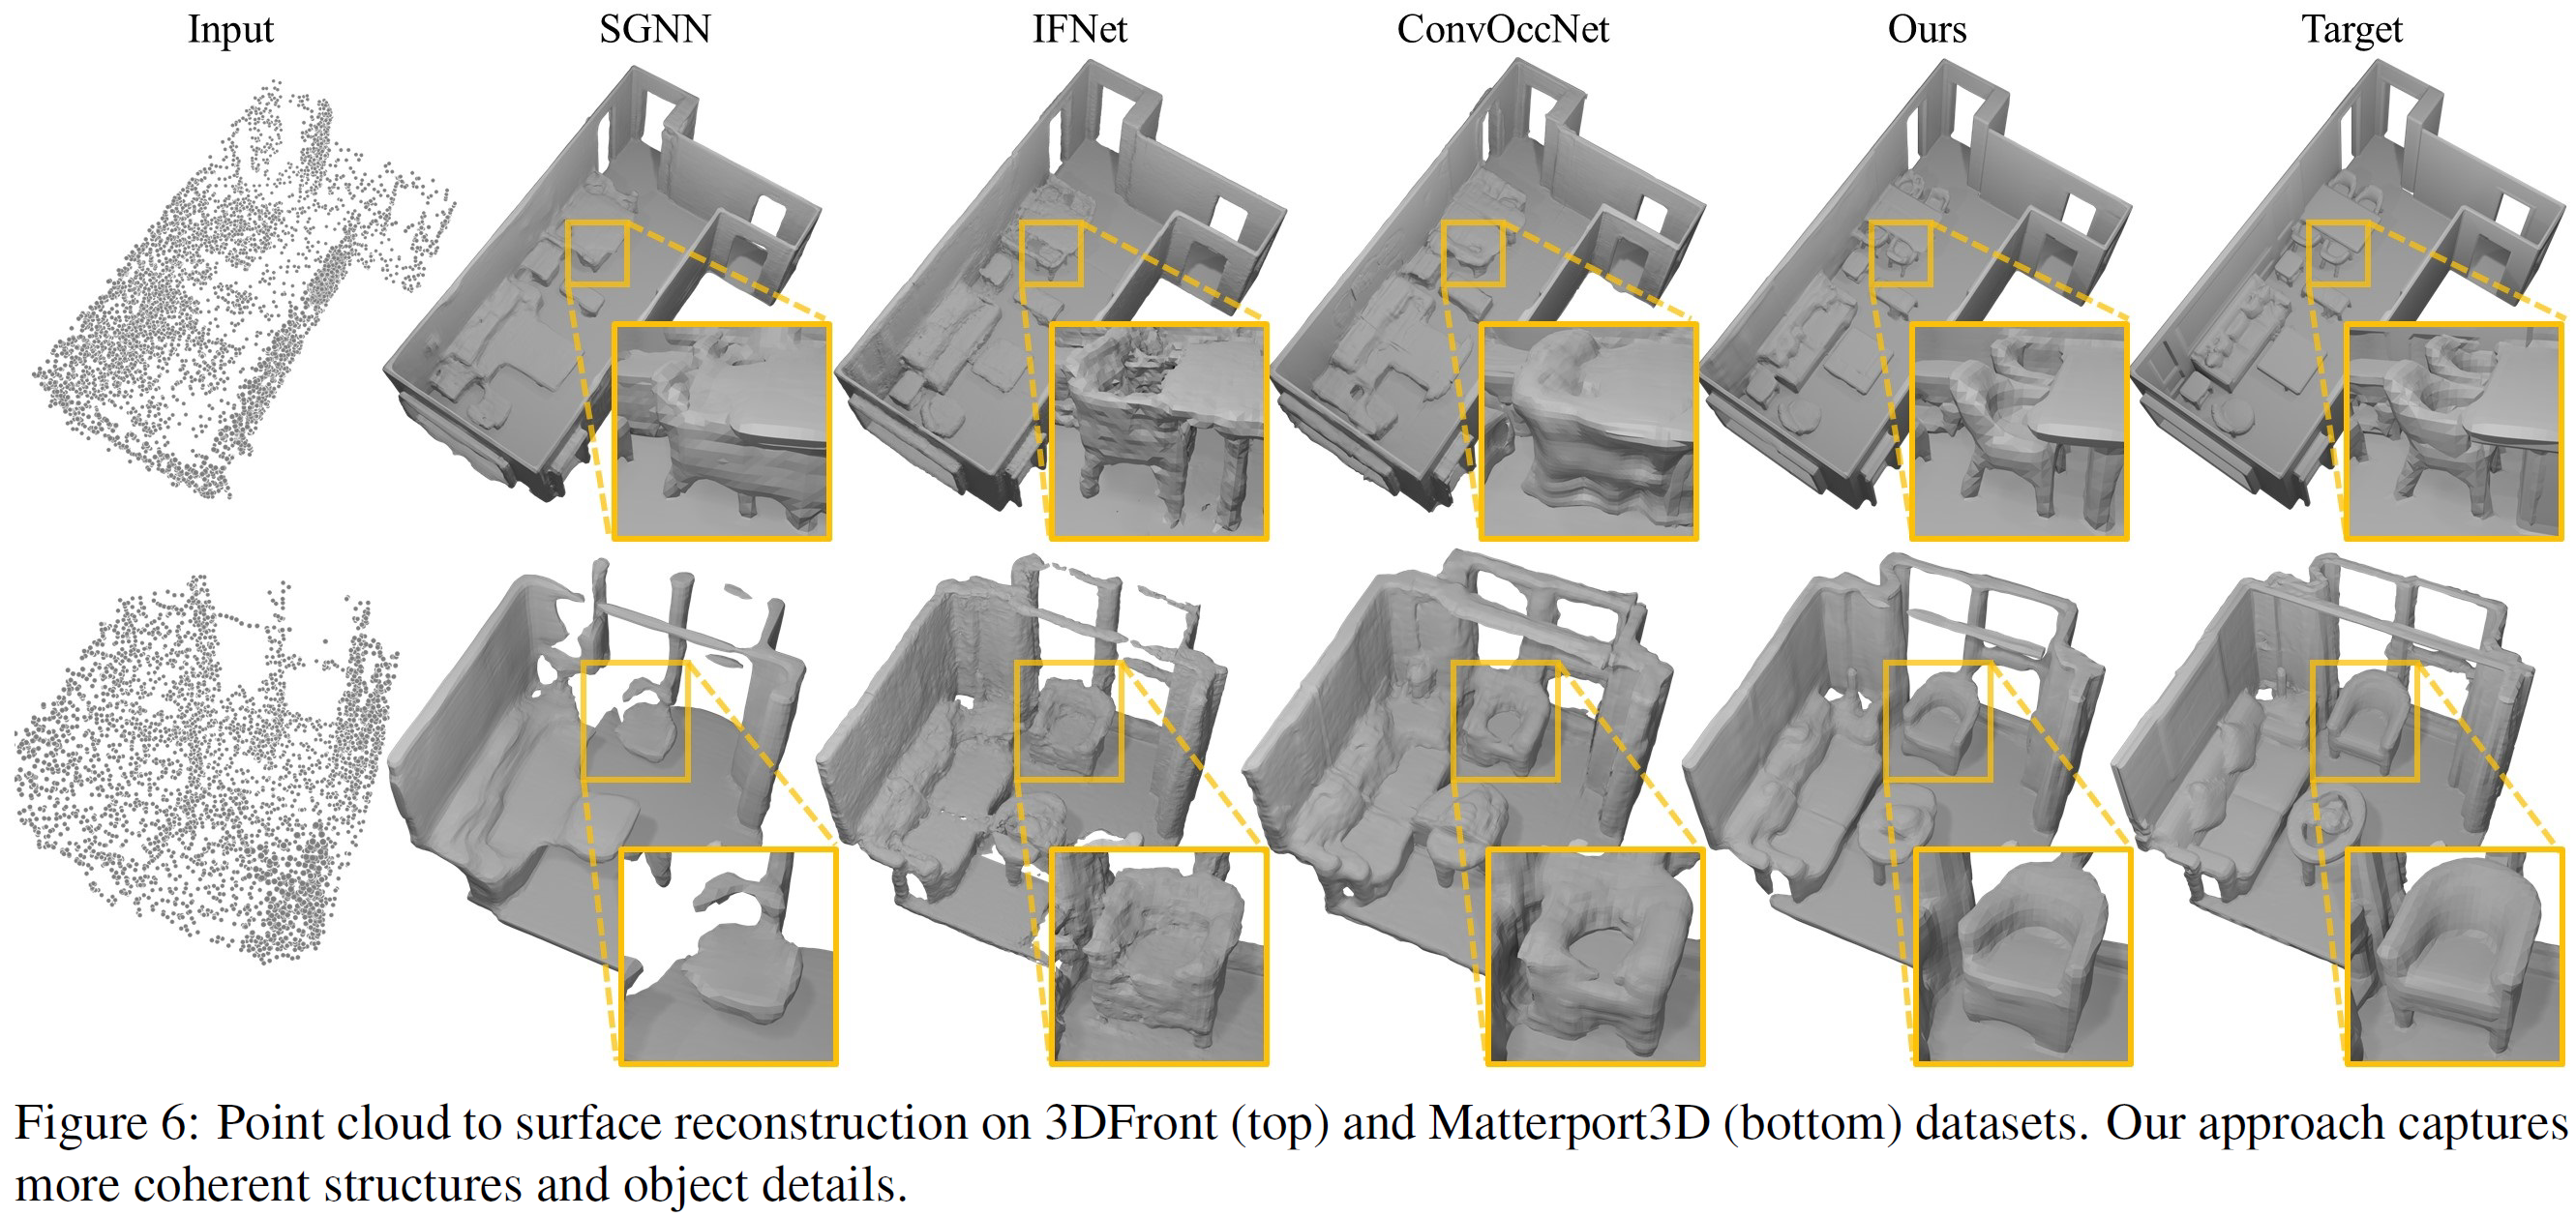 Input SGNN IFNet ConvOccNet Ours Target
Figure 6: Point cloud to surface reconstruction on 3DFront (top) and Matterport3D (bottom) datasets. Our approach captures
more coherent structures and object details.